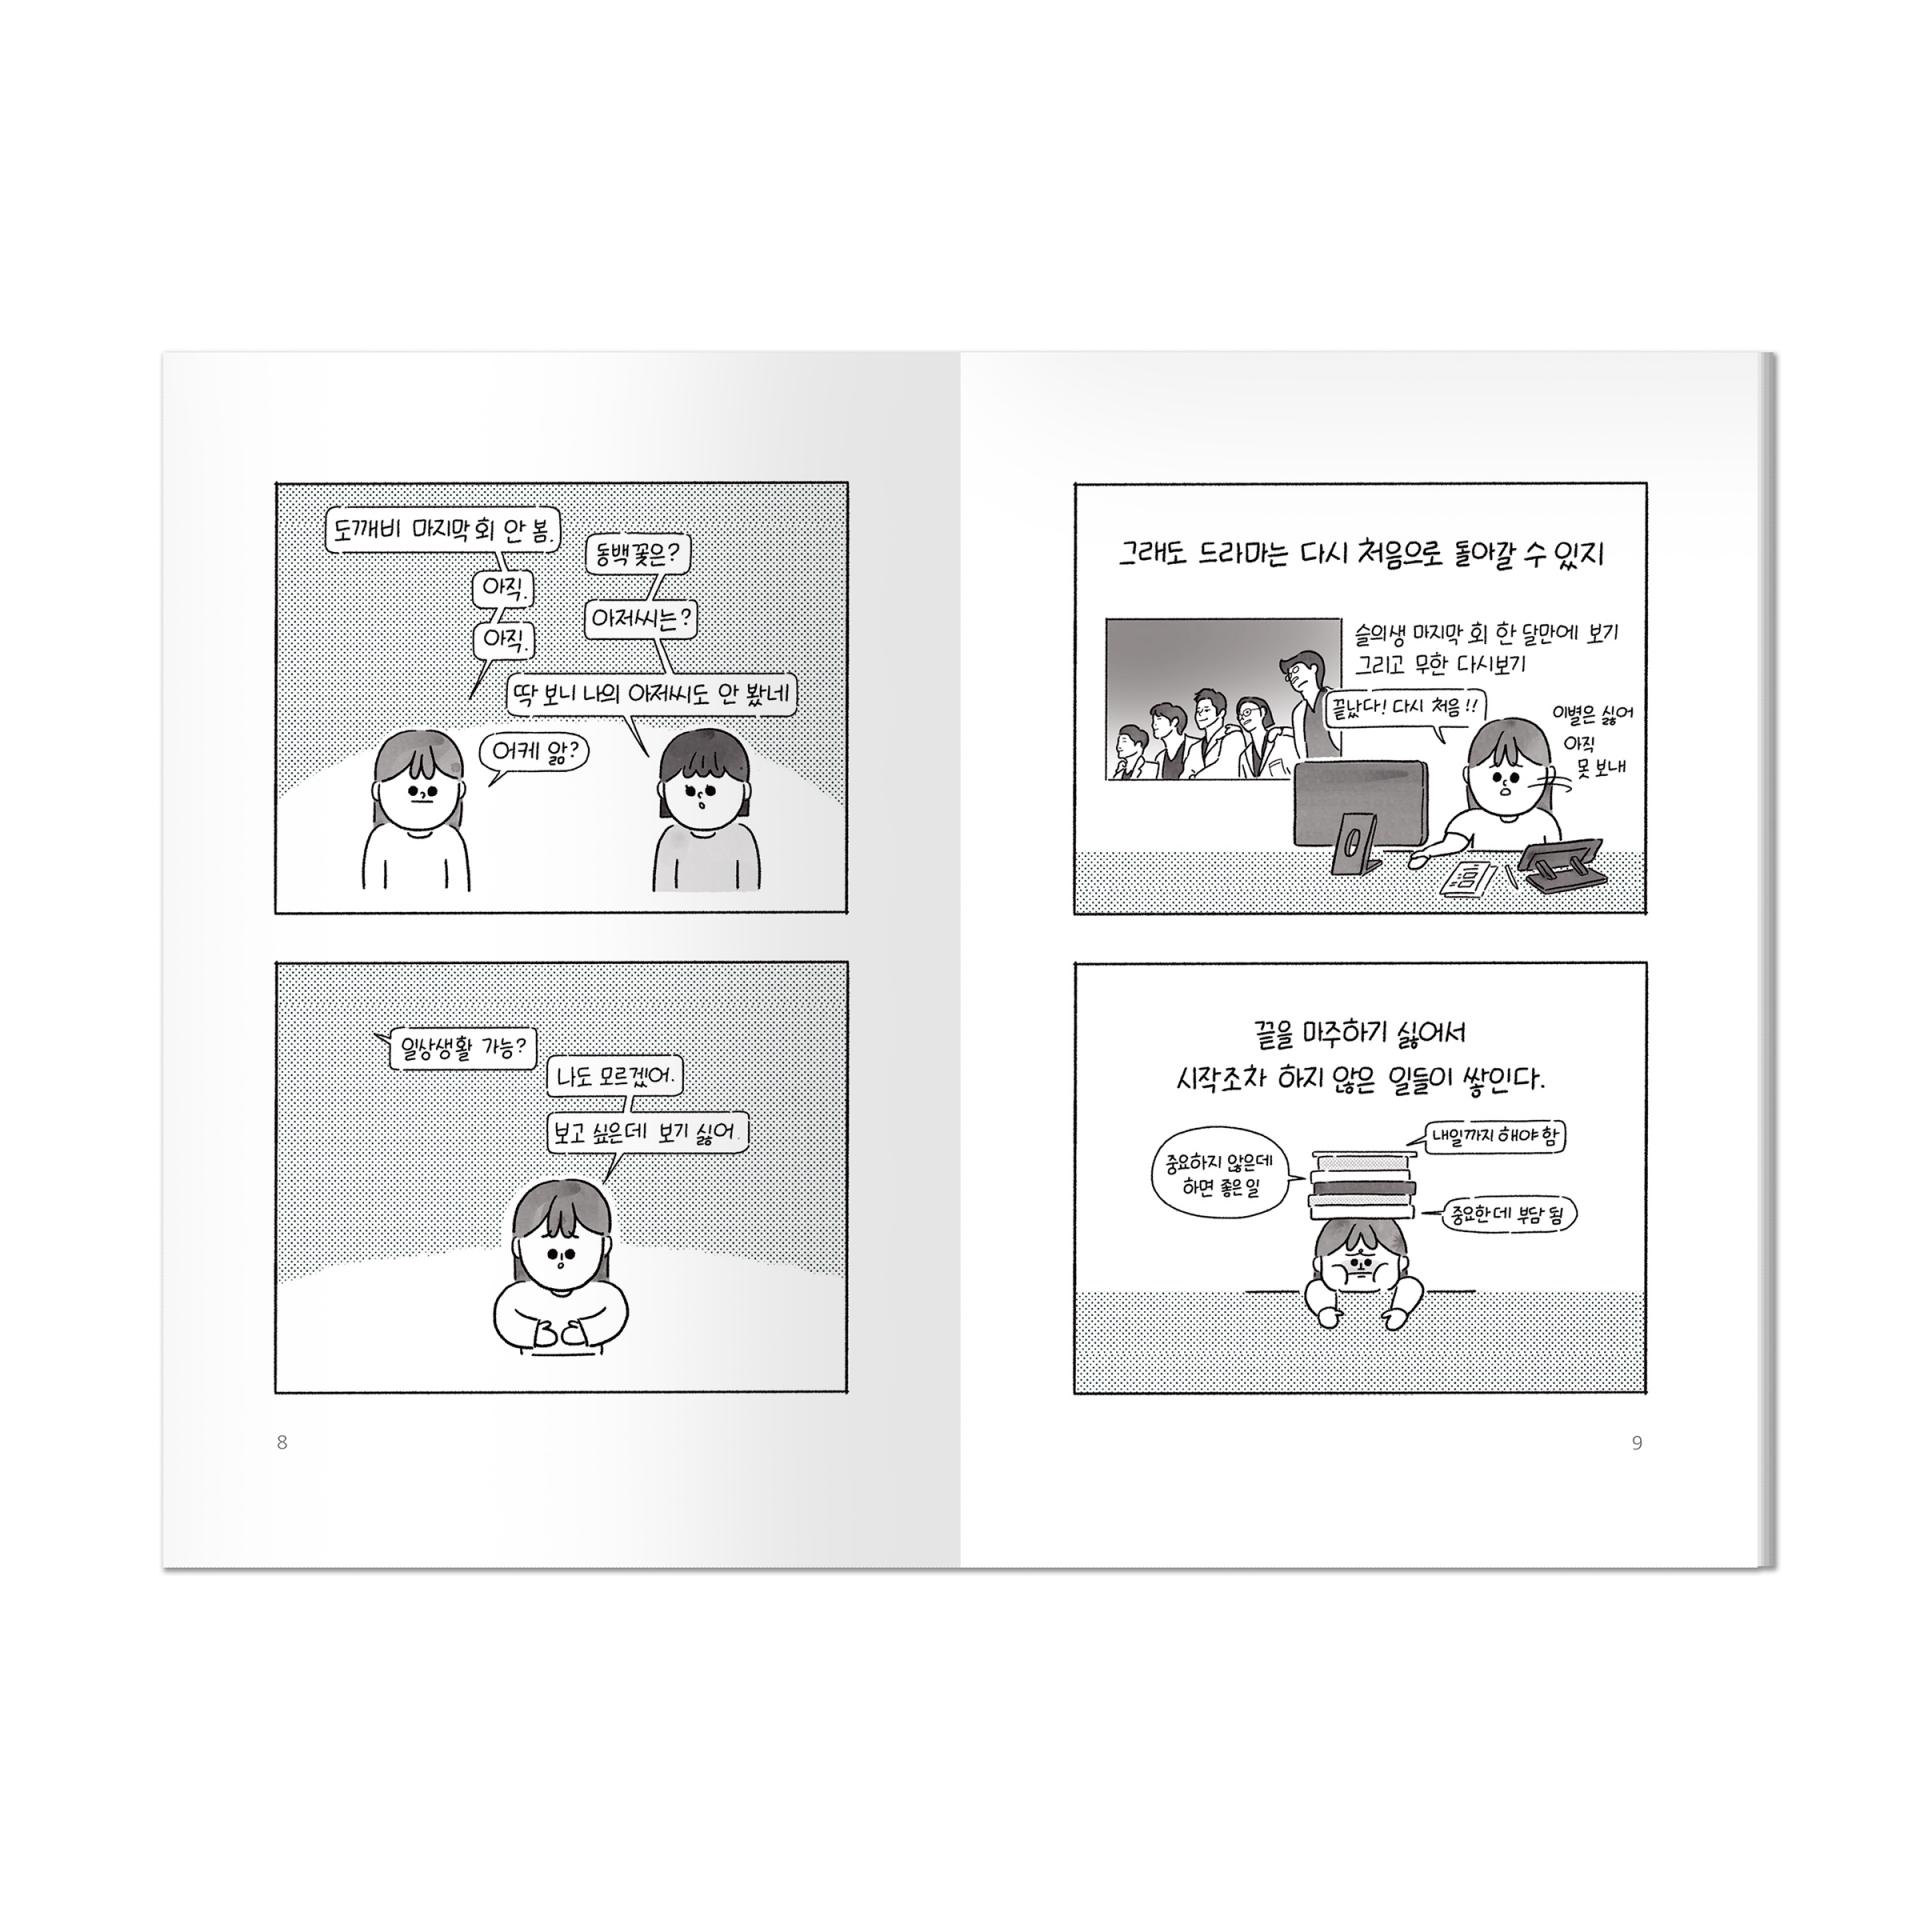 도깨비 마지막 회 안 봄.
동백꽃은?
아직.
아저씨는?
아직.
딱 보니 나의 아저씨도 안 봤네
어케 앎?
일상생활 가능?
나도 모르겠어.
보고 싶은데 보기 싫어.
8
그래도 드라마는 다시 처음으로 돌아갈 수 있지
슬의생 마지막 회 한 달만에 보기
그리고 무한 다시보기
끝났다! 다시 처음!!
이별은 싫어
아직
못 보내
끝을 마주하기 싫어서
시작조차 하지 않은 일들이 쌓인다.
내일까지 해야 함
중요하지 않은데
하면 좋은 일
중요한데 부담 됨
9